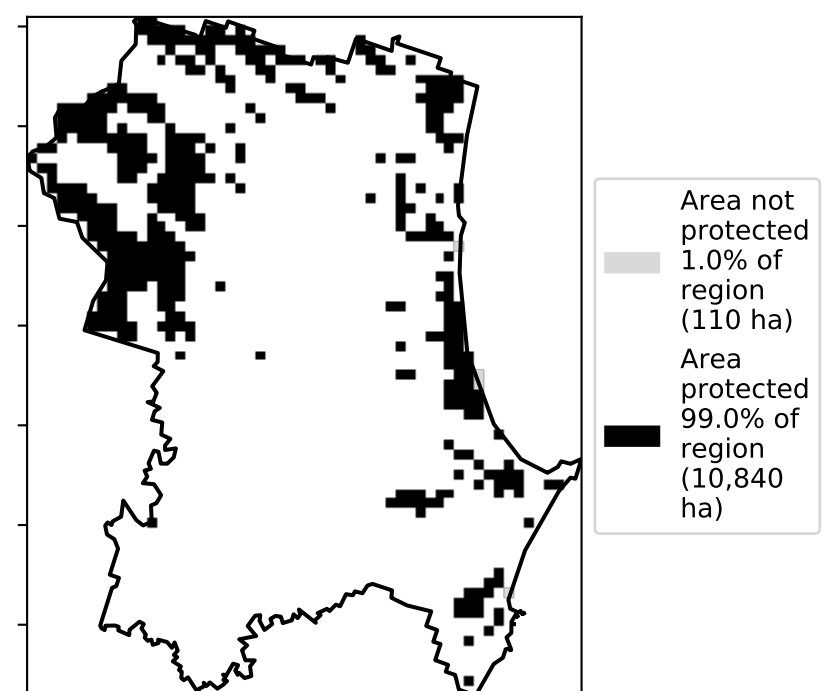 Area not
protected
1.0% of
region
(110 ha)
Area
protected
99.0% of
region
(10,840
ha)